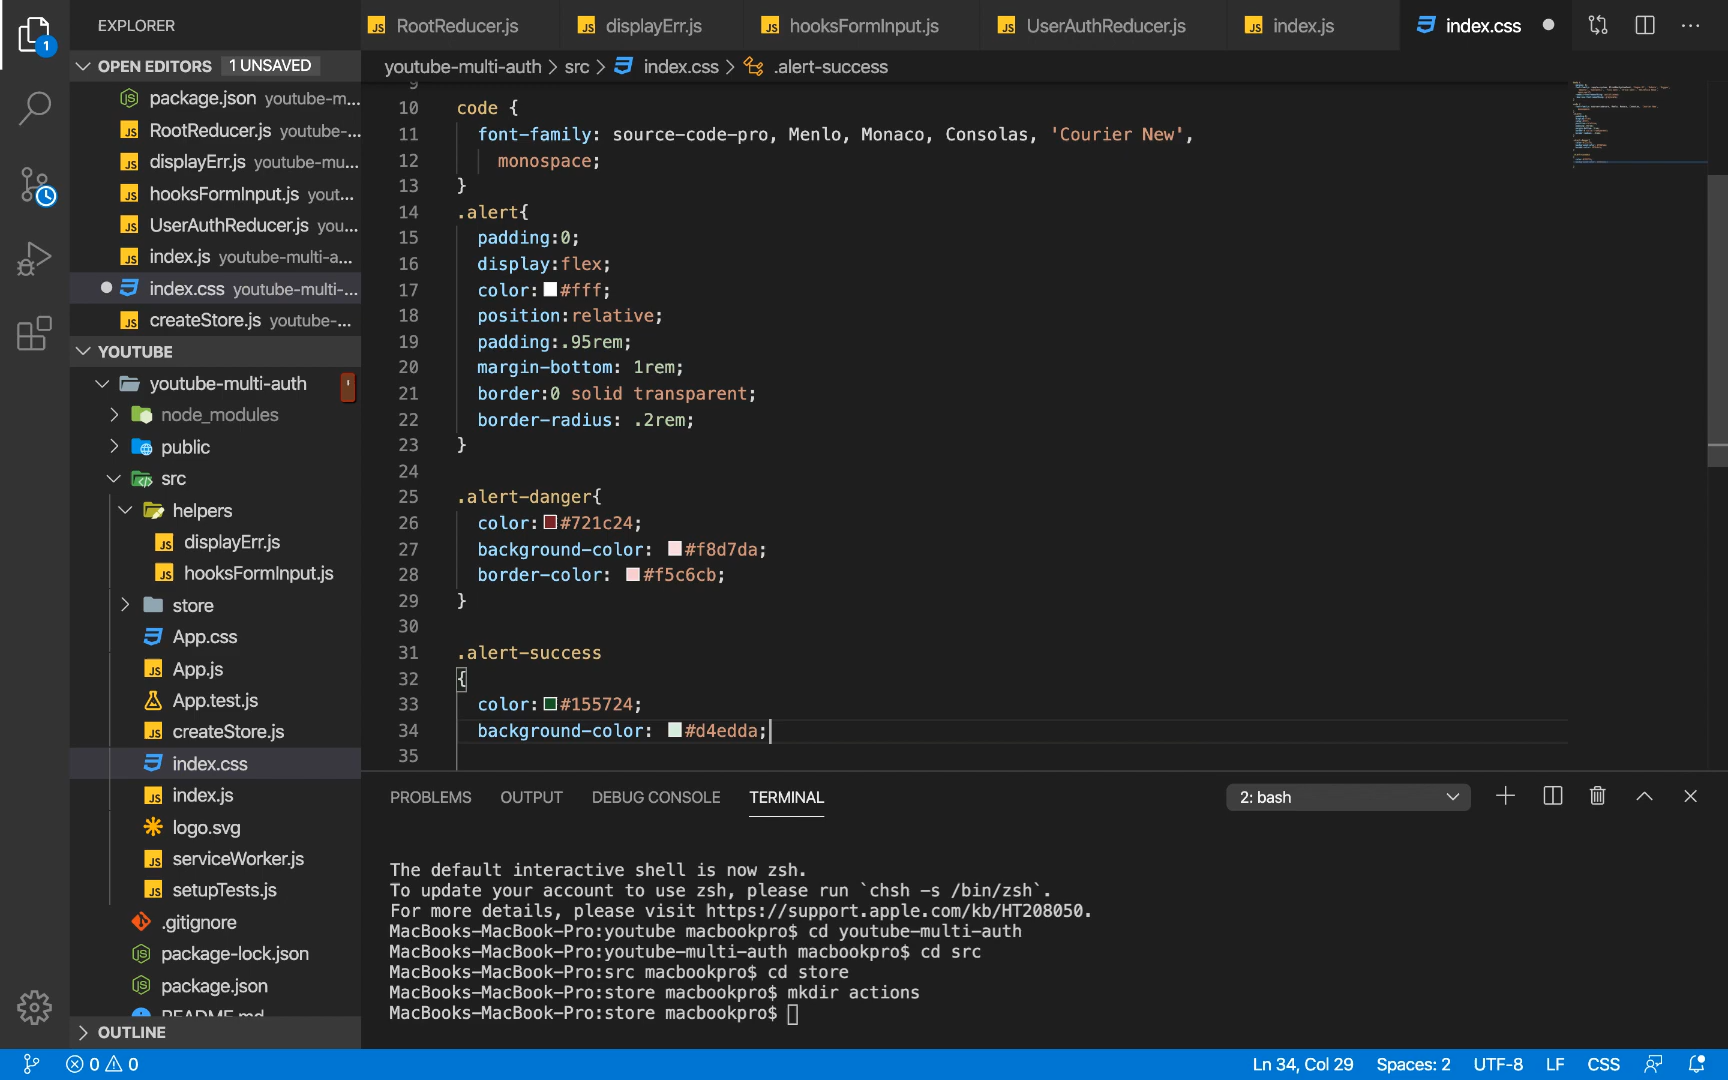 EXPLORER
OPEN EDITORS 1 UNSAVED
package.json youtube-m...
RootReducer.js youtube-...
displayErr.js youtube-mu...
hooksFormInput.js yout...
UserAuthReducer.js you...
index.js youtube-multi-a...
index.css youtube-multi-...
createStore.js youtube-...
YOUTUBE
youtube-multi-auth
node_modules
public
src
helpers
displayErr.js
hooksFormInput.js
store
App.css
App.js
App.test.js
createStore.js
index.css
index.js
logo.svg
serviceWorker.js
setupTests.js
.gitignore
package-lock.json
package.json
README.md
OUTLINE
RootReducer.js displayErr.js hooksFormInput.js UserAuthReducer.js index.js index.css
youtube-multi-auth > src > index.css > .alert-success
9
10 code {
11 font-family: source-code-pro, Menlo, Monaco, Consolas, 'Courier New',
12 monospace;
13 }
14 .alert{
15 padding:0;
16 display:flex;
17 color:#fff;
18 position:relative;
19 padding:.95rem;
20 margin-bottom: 1rem;
21 border:0 solid transparent;
22 border-radius: .2rem;
23 }
24
25 .alert-danger{
26 color:#721c24;
27 background-color: #f8d7da;
28 border-color: #f5c6cb;
29 }
30
31 .alert-success
32 {
33 color:#155724;
34 background-color: #d4edda;
35
PROBLEMS OUTPUT DEBUG CONSOLE TERMINAL 2: bash
The default interactive shell is now zsh.
To update your account to use zsh, please run `chsh -s /bin/zsh`.
For more details, please visit https://support.apple.com/kb/HT208050.
MacBooks-MacBook-Pro:youtube macbookpro$ cd youtube-multi-auth
MacBooks-MacBook-Pro:youtube-multi-auth macbookpro$ cd src
MacBooks-MacBook-Pro:src macbookpro$ cd store
MacBooks-MacBook-Pro:store macbookpro$ mkdir actions
MacBooks-MacBook-Pro:store macbookpro$
0 0 Ln 34, Col 29 Spaces: 2 UTF-8 LF CSS